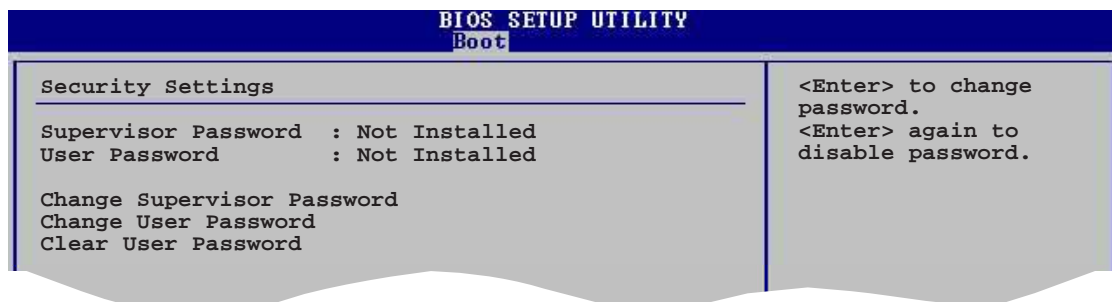 BIOS SETUP UTILITY
Boot
Security Settings
Supervisor Password : Not Installed
User Password : Not Installed
Change Supervisor Password
Change User Password
Clear User Password
<Enter> to change
password.
<Enter> again to
disable password.